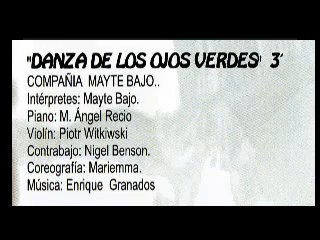 "DANZA DE LOS OJOS VERDES' 3'
COMPAÑIA MAYTE BAJO..
Intérpretes: Mayte Bajo.
Piano: M. Ángel Recio
Violín: Piotr Witkiwski
Contrabajo: Nigel Benson.
Coreografía: Mariemma.
Música: Enrique Granados